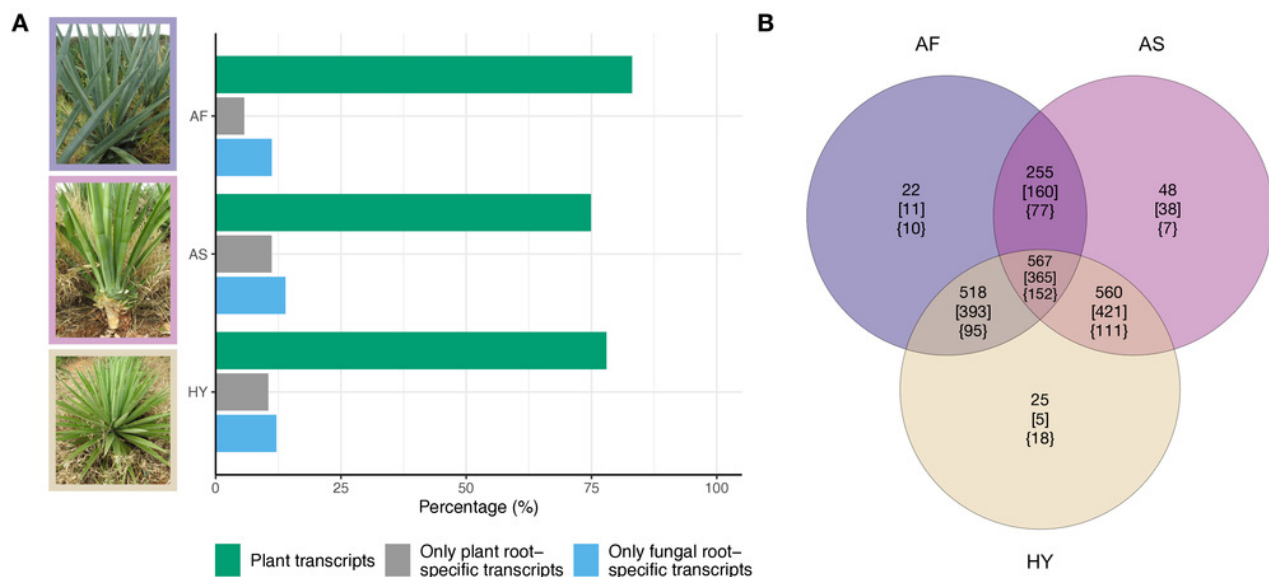 A
AF
AS
HY
0
25
50
75
100
Percentage (%)
Plant transcripts
Only plant root–
specific transcripts
Only fungal root–
specific transcripts
B
AF
AS
22
[11]
{10}
255
[160]
{77}
48
[38]
{7}
567
[365]
{152}
518
[393]
{95}
560
[421]
{111}
25
[5]
{18}
HY